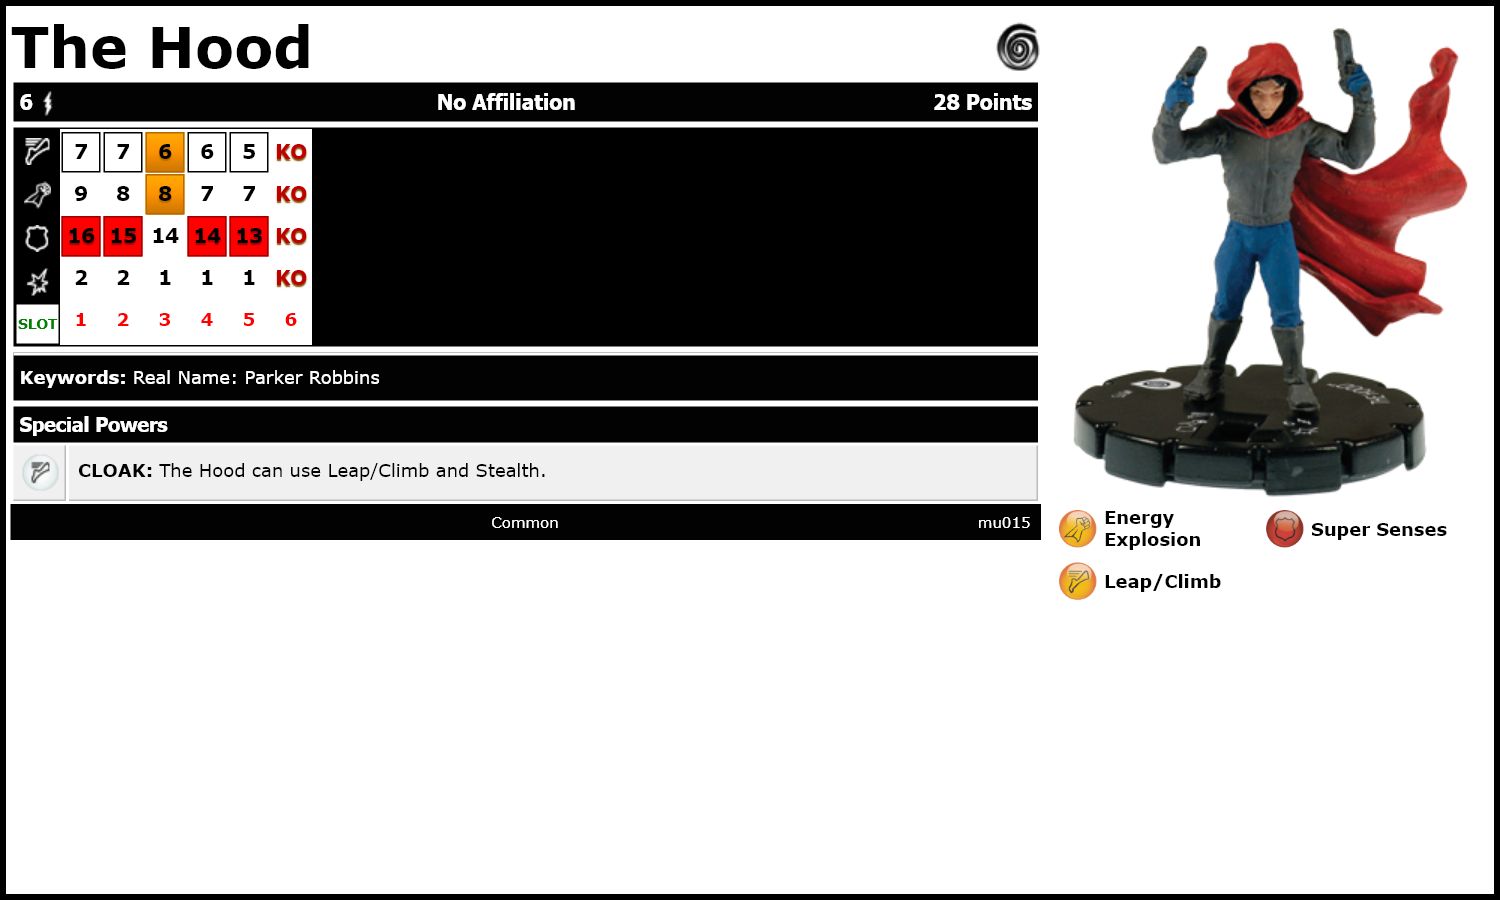 The Hood
6 No Affiliation 28 Points
7 7 6 6 5 KO
9 8 8 7 7 KO
16 15 14 14 13 KO
2 2 1 1 1 KO
SLOT 1 2 3 4 5 6
Keywords: Real Name: Parker Robbins
Special Powers
CLOAK: The Hood can use Leap/Climb and Stealth.
Common mu015
Energy
Explosion
Super Senses
Leap/Climb